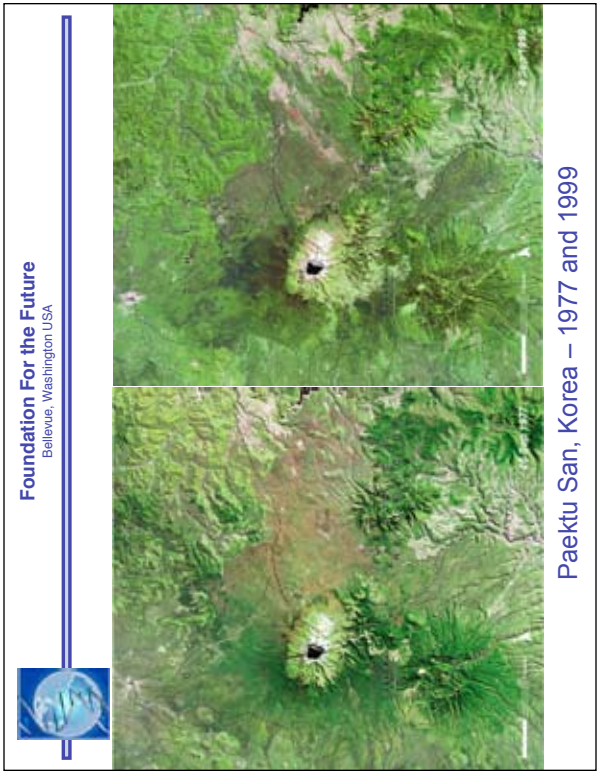 Foundation For the Future
Bellevue, Washington USA
Paektu San, Korea – 1977 and 1999